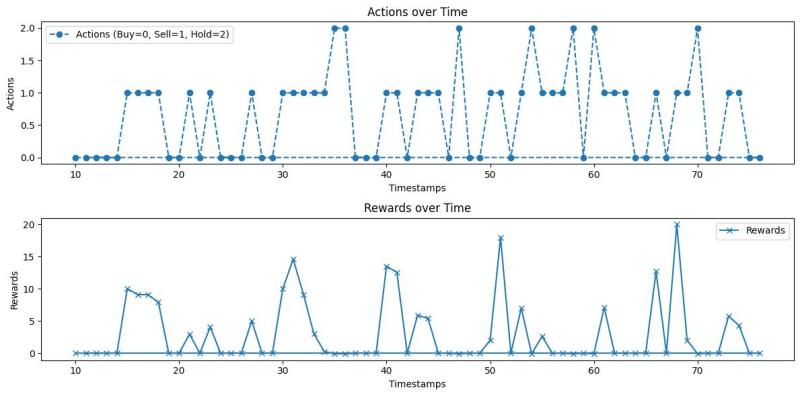 Actions over Time
Actions (Buy=0, Sell=1, Hold=2)
2.0
1.5
1.0
0.5
0.0
Actions
10 20 30 40 50 60 70
Timestamps
Rewards over Time
Rewards
20
15
10
5
0
Rewards
10 20 30 40 50 60 70
Timestamps